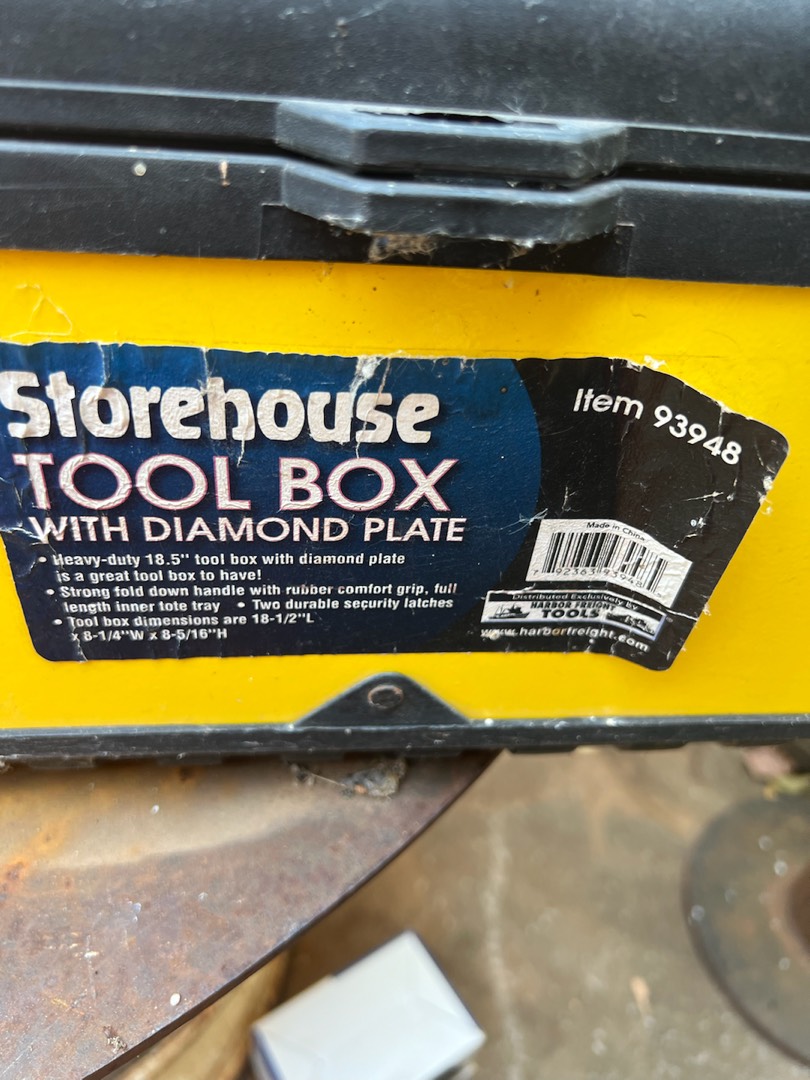 Storehouse
TOOL BOX
WITH DIAMOND PLATE
• Heavy-duty 18.5" tool box with diamond plate
is a great tool box to have!
• Strong fold down handle with rubber comfort grip, full
length inner tote tray • Two durable security latches
• Tool box dimensions are 18-1/2"L
x 8-1/4"W x 8-5/16"H
Item 93948
Made in China
7 92363 93948
Distributed Exclusively by
HARBOR FREIGHT
TOOLS
www.harborfreight.com